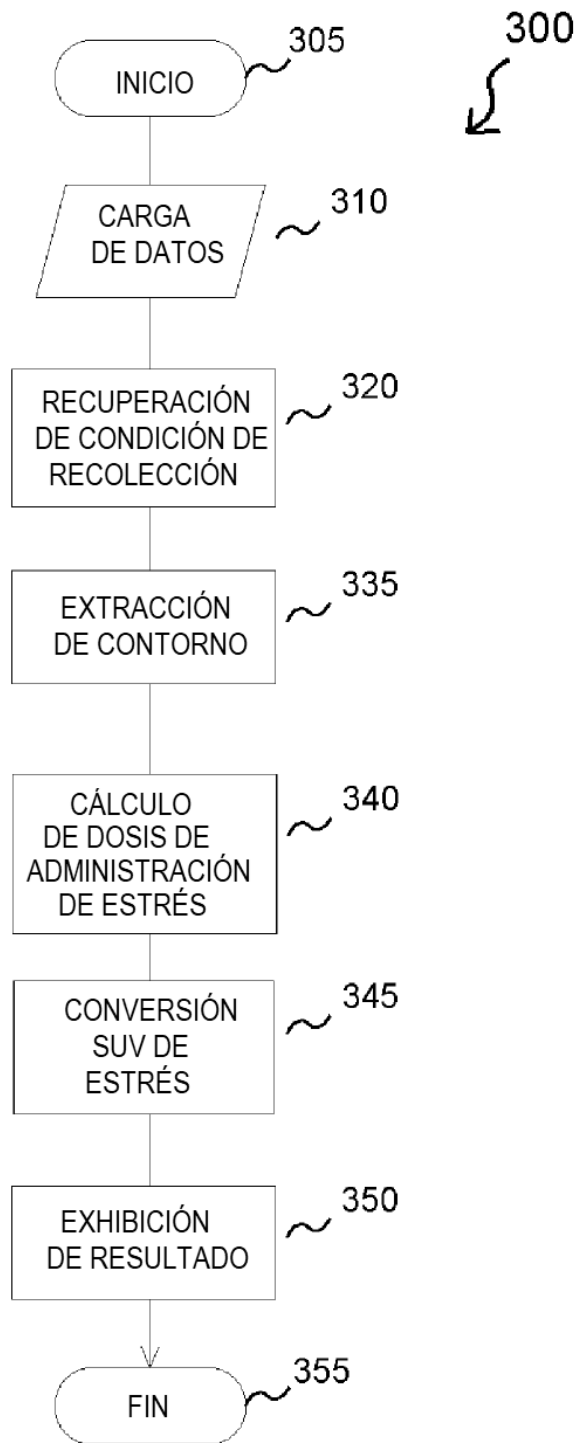 300
INICIO
305
CARGA
DE DATOS
310
RECUPERACIÓN
DE CONDICIÓN DE
RECOLECCIÓN
320
EXTRACCIÓN
DE CONTORNO
335
CÁLCULO
DE DOSIS DE
ADMINISTRACIÓN
DE ESTRÉS
340
CONVERSIÓN
SUV DE
ESTRÉS
345
EXHIBICIÓN
DE RESULTADO
350
FIN
355